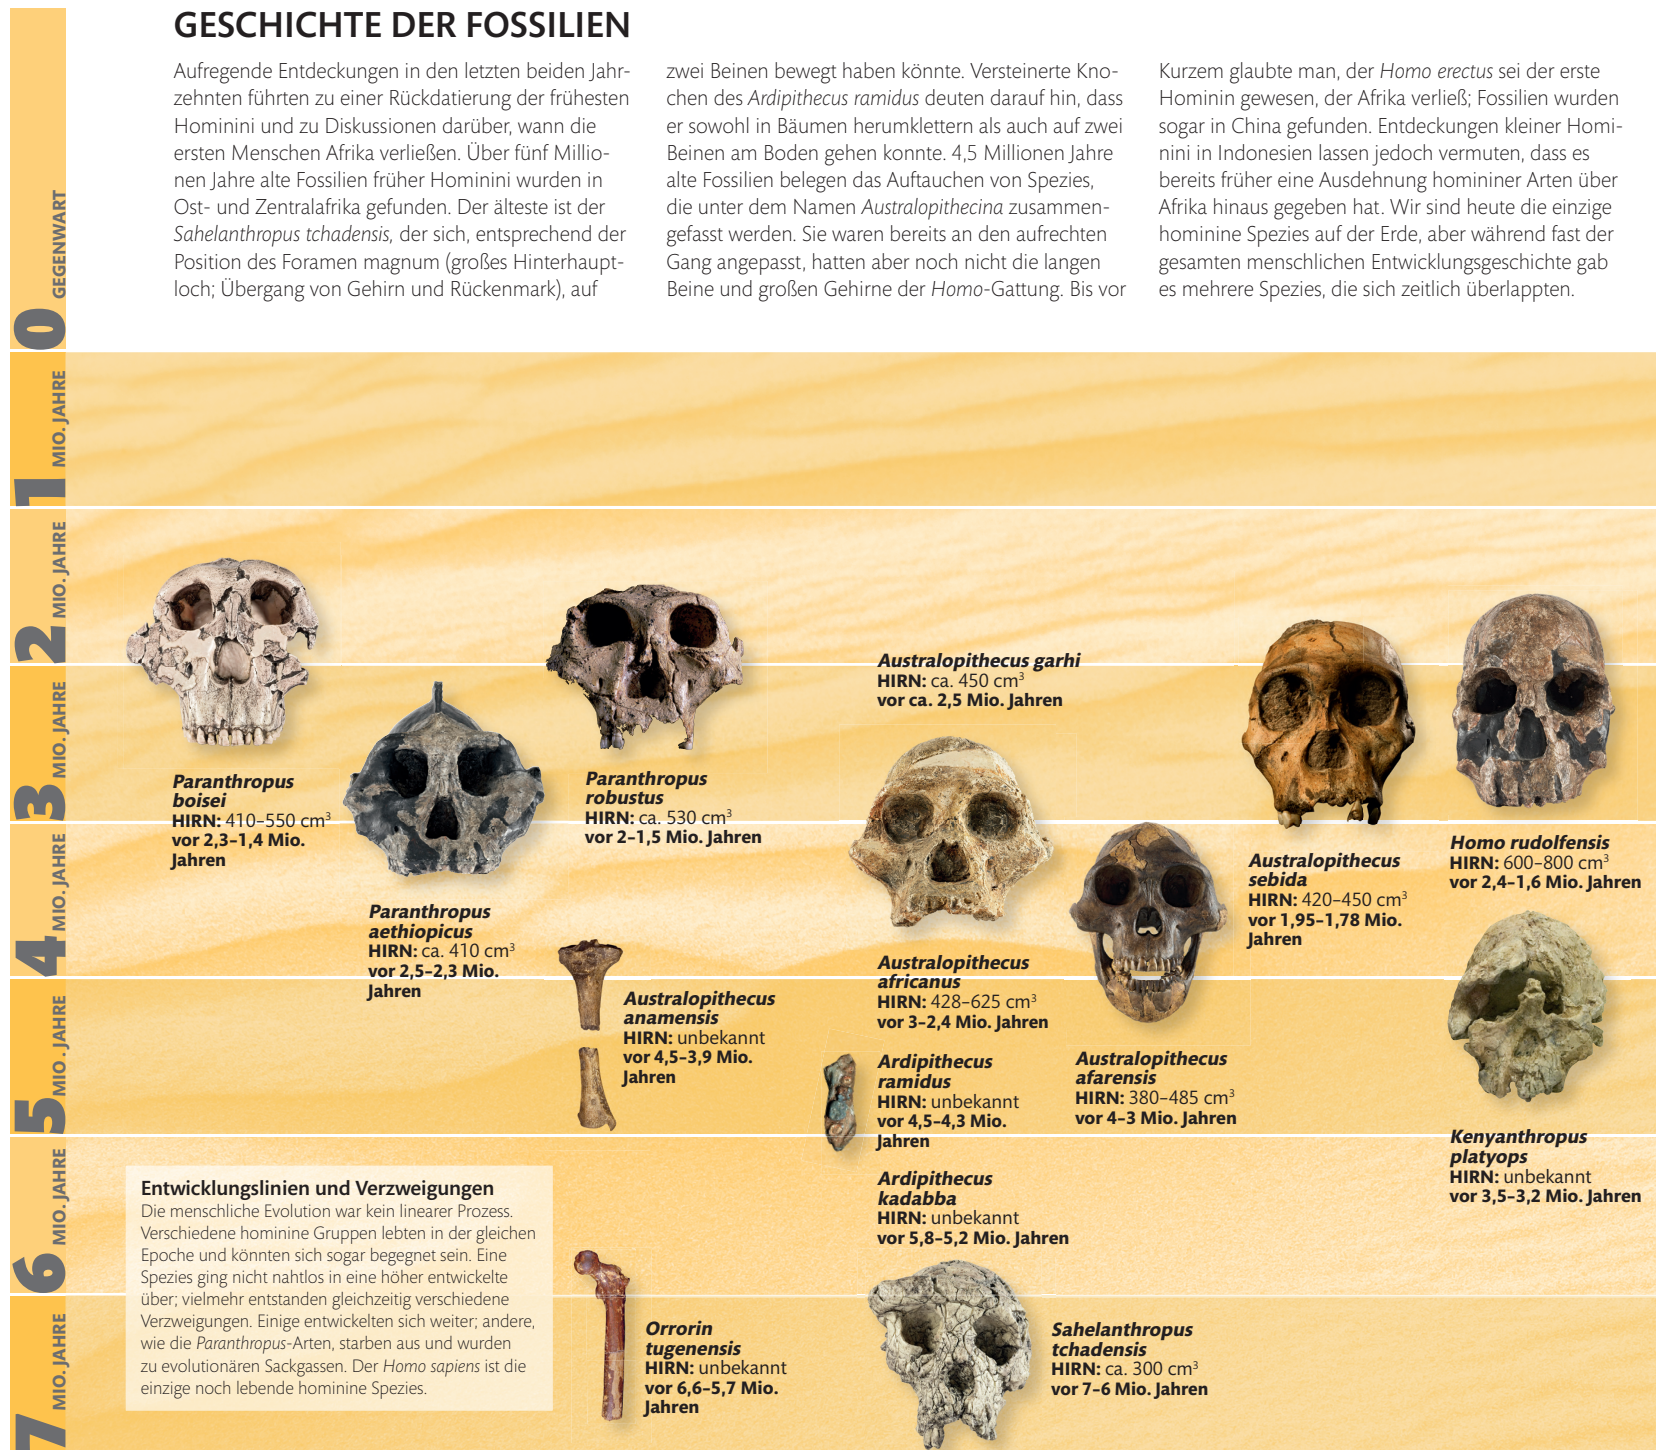 GESCHICHTE DER FOSSILIEN
Aufregende Entdeckungen in den letzten beiden Jahr-
zehnten führten zu einer Rückdatierung der frühesten
Hominini und zu Diskussionen darüber, wann die
ersten Menschen Afrika verließen. Über fünf Millio-
nen Jahre alte Fossilien früher Hominini wurden in
Ost- und Zentralafrika gefunden. Der älteste ist der
Sahelanthropus tchadensis, der sich, entsprechend der
Position des Foramen magnum (großes Hinterhaupt-
loch; Übergang von Gehirn und Rückenmark), auf
zwei Beinen bewegt haben könnte. Versteinerte Kno-
chen des Ardipithecus ramidus deuten darauf hin, dass
er sowohl in Bäumen herumklettern als auch auf zwei
Beinen am Boden gehen konnte. 4,5 Millionen Jahre
alte Fossilien belegen das Auftauchen von Spezies,
die unter dem Namen Australopithecina zusammen-
gefasst werden. Sie waren bereits an den aufrechten
Gang angepasst, hatten aber noch nicht die langen
Beine und großen Gehirne der Homo-Gattung. Bis vor
Kurzem glaubte man, der Homo erectus sei der erste
Hominin gewesen, der Afrika verließ; Fossilien wurden
sogar in China gefunden. Entdeckungen kleiner Homi-
nini in Indonesien lassen jedoch vermuten, dass es
bereits früher eine Ausdehnung homininer Arten über
Afrika hinaus gegeben hat. Wir sind heute die einzige
hominine Spezies auf der Erde, aber während fast der
gesamten menschlichen Entwicklungsgeschichte gab
es mehrere Spezies, die sich zeitlich überlappten.
0 GEGENWART
1 MIO. JAHRE
2 MIO. JAHRE
3 MIO. JAHRE
4 MIO. JAHRE
5 MIO. JAHRE
6 MIO. JAHRE
7 MIO. JAHRE
Paranthropus
boisei
HIRN: 410–550 cm³
vor 2,3–1,4 Mio.
Jahren
Paranthropus
aethiopicus
HIRN: ca. 410 cm³
vor 2,5–2,3 Mio.
Jahren
Paranthropus
robustus
HIRN: ca. 530 cm³
vor 2–1,5 Mio. Jahren
Australopithecus garhi
HIRN: ca. 450 cm³
vor ca. 2,5 Mio. Jahren
Australopithecus
sebida
HIRN: 420–450 cm³
vor 1,95–1,78 Mio.
Jahren
Homo rudolfensis
HIRN: 600–800 cm³
vor 2,4–1,6 Mio. Jahren
Australopithecus
anamensis
HIRN: unbekannt
vor 4,5–3,9 Mio.
Jahren
Australopithecus
africanus
HIRN: 428–625 cm³
vor 3–2,4 Mio. Jahren
Ardipithecus
ramidus
HIRN: unbekannt
vor 4,5–4,3 Mio.
Jahren
Australopithecus
afarensis
HIRN: 380–485 cm³
vor 4–3 Mio. Jahren
Kenyanthropus
platyops
HIRN: unbekannt
vor 3,5–3,2 Mio. Jahren
Ardipithecus
kadabba
HIRN: unbekannt
vor 5,8–5,2 Mio. Jahren
Entwicklungslinien und Verzweigungen
Die menschliche Evolution war kein linearer Prozess.
Verschiedene hominine Gruppen lebten in der gleichen
Epoche und könnten sich sogar begegnet sein. Eine
Spezies ging nicht nahtlos in eine höher entwickelte
über; vielmehr entstanden gleichzeitig verschiedene
Verzweigungen. Einige entwickelten sich weiter; andere,
wie die Paranthropus-Arten, starben aus und wurden
zu evolutionären Sackgassen. Der Homo sapiens ist die
einzige noch lebende hominine Spezies.
Orrorin
tugenensis
HIRN: unbekannt
vor 6,6–5,7 Mio.
Jahren
Sahelanthropus
tchadensis
HIRN: ca. 300 cm³
vor 7–6 Mio. Jahren